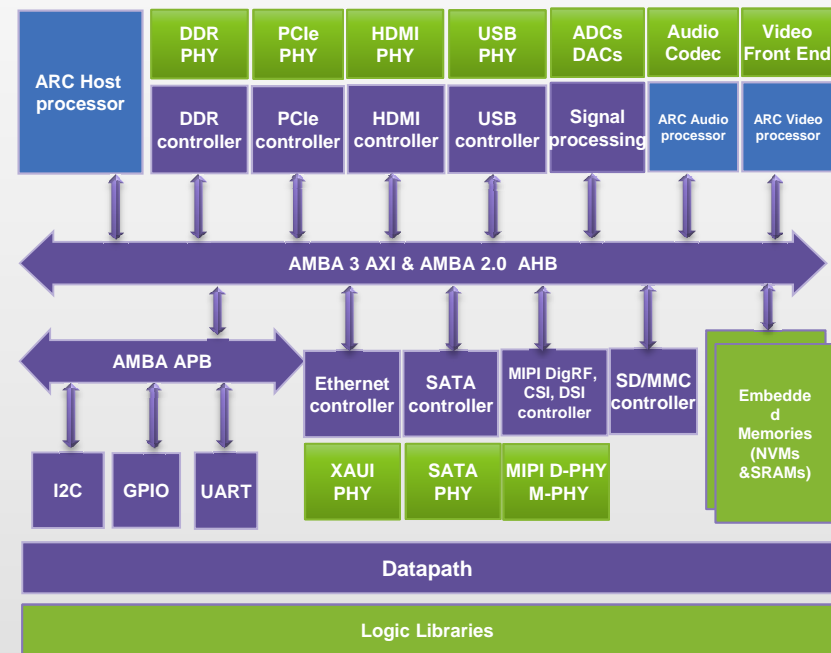 ARC Host
processor
DDR
PHY
PCIe
PHY
HDMI
PHY
USB
PHY
ADCs
DACs
Audio
Codec
Video
Front End
DDR
controller
PCIe
controller
HDMI
controller
USB
controller
Signal
processing
ARC Audio
processor
ARC Video
processor
AMBA 3 AXI & AMBA 2.0 AHB
AMBA APB
Ethernet
controller
SATA
controller
MIPI DigRF,
CSI, DSI
controller
SD/MMC
controller
Embedde
d
Memories
(NVMs
&SRAMs)
I2C
GPIO
UART
XAUI
PHY
SATA
PHY
MIPI D-PHY
M-PHY
Datapath
Logic Libraries